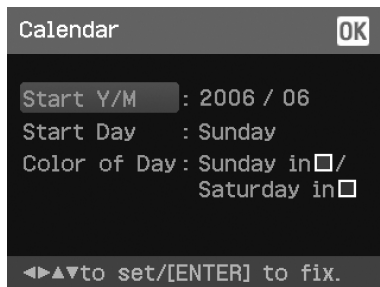 Calendar OK
Start Y/M : 2006 / 06
Start Day : Sunday
Color of Day: Sunday in□/
Saturday in□
◄►▲▼to set/[ENTER] to fix.